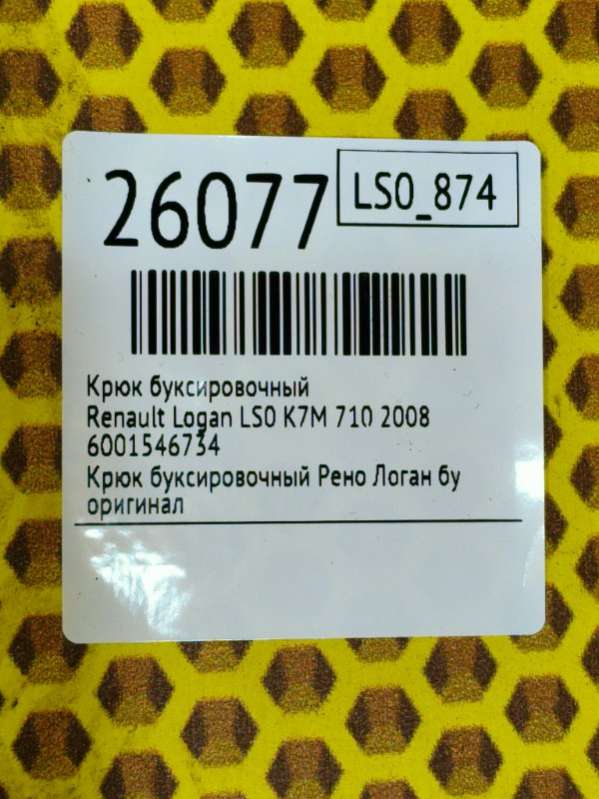 26077
LS0_874
Крюк буксировочный
Renault Logan LS0 K7M 710 2008
6001546734
Крюк буксировочный Рено Логан бу
оригинал